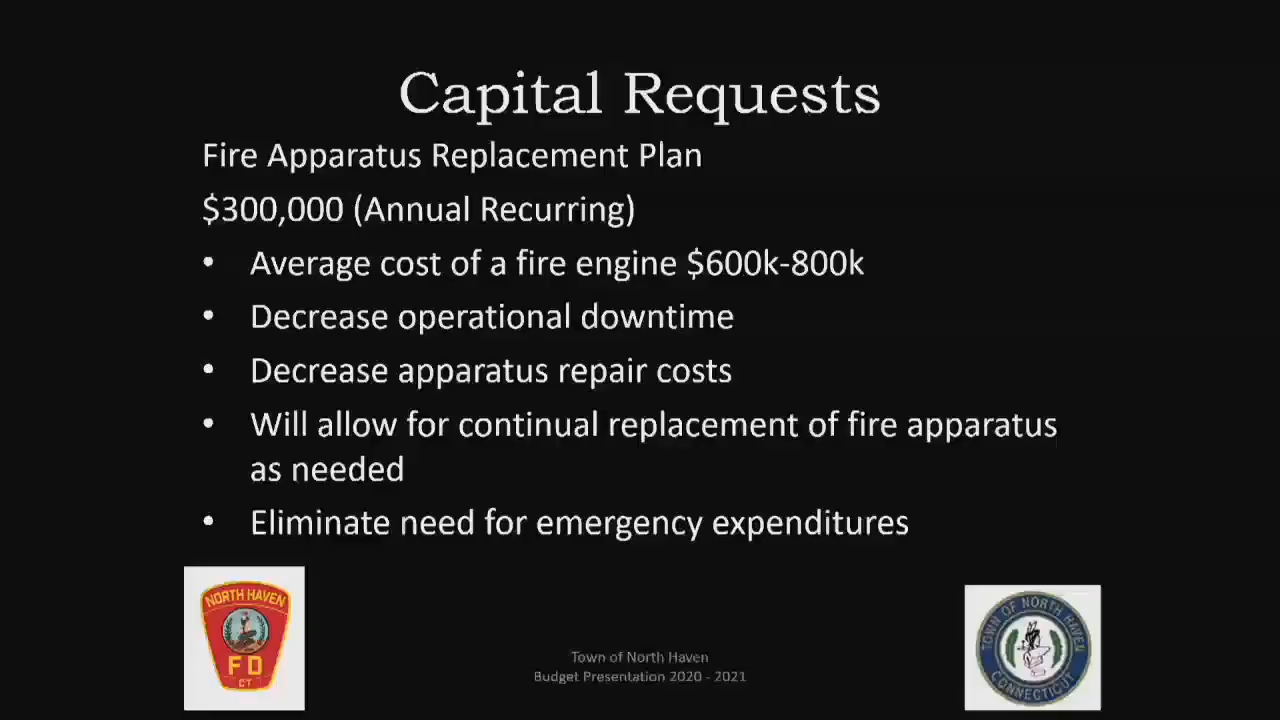 Capital Requests
Fire Apparatus Replacement Plan
$300,000 (Annual Recurring)
• Average cost of a fire engine $600k-800k
• Decrease operational downtime
• Decrease apparatus repair costs
• Will allow for continual replacement of fire apparatus
as needed
• Eliminate need for emergency expenditures
NORTH HAVEN
FD
CT
Town of North Haven
Budget Presentation 2020 - 2021
TOWN OF NORTH HAVEN
CONNECTICUT